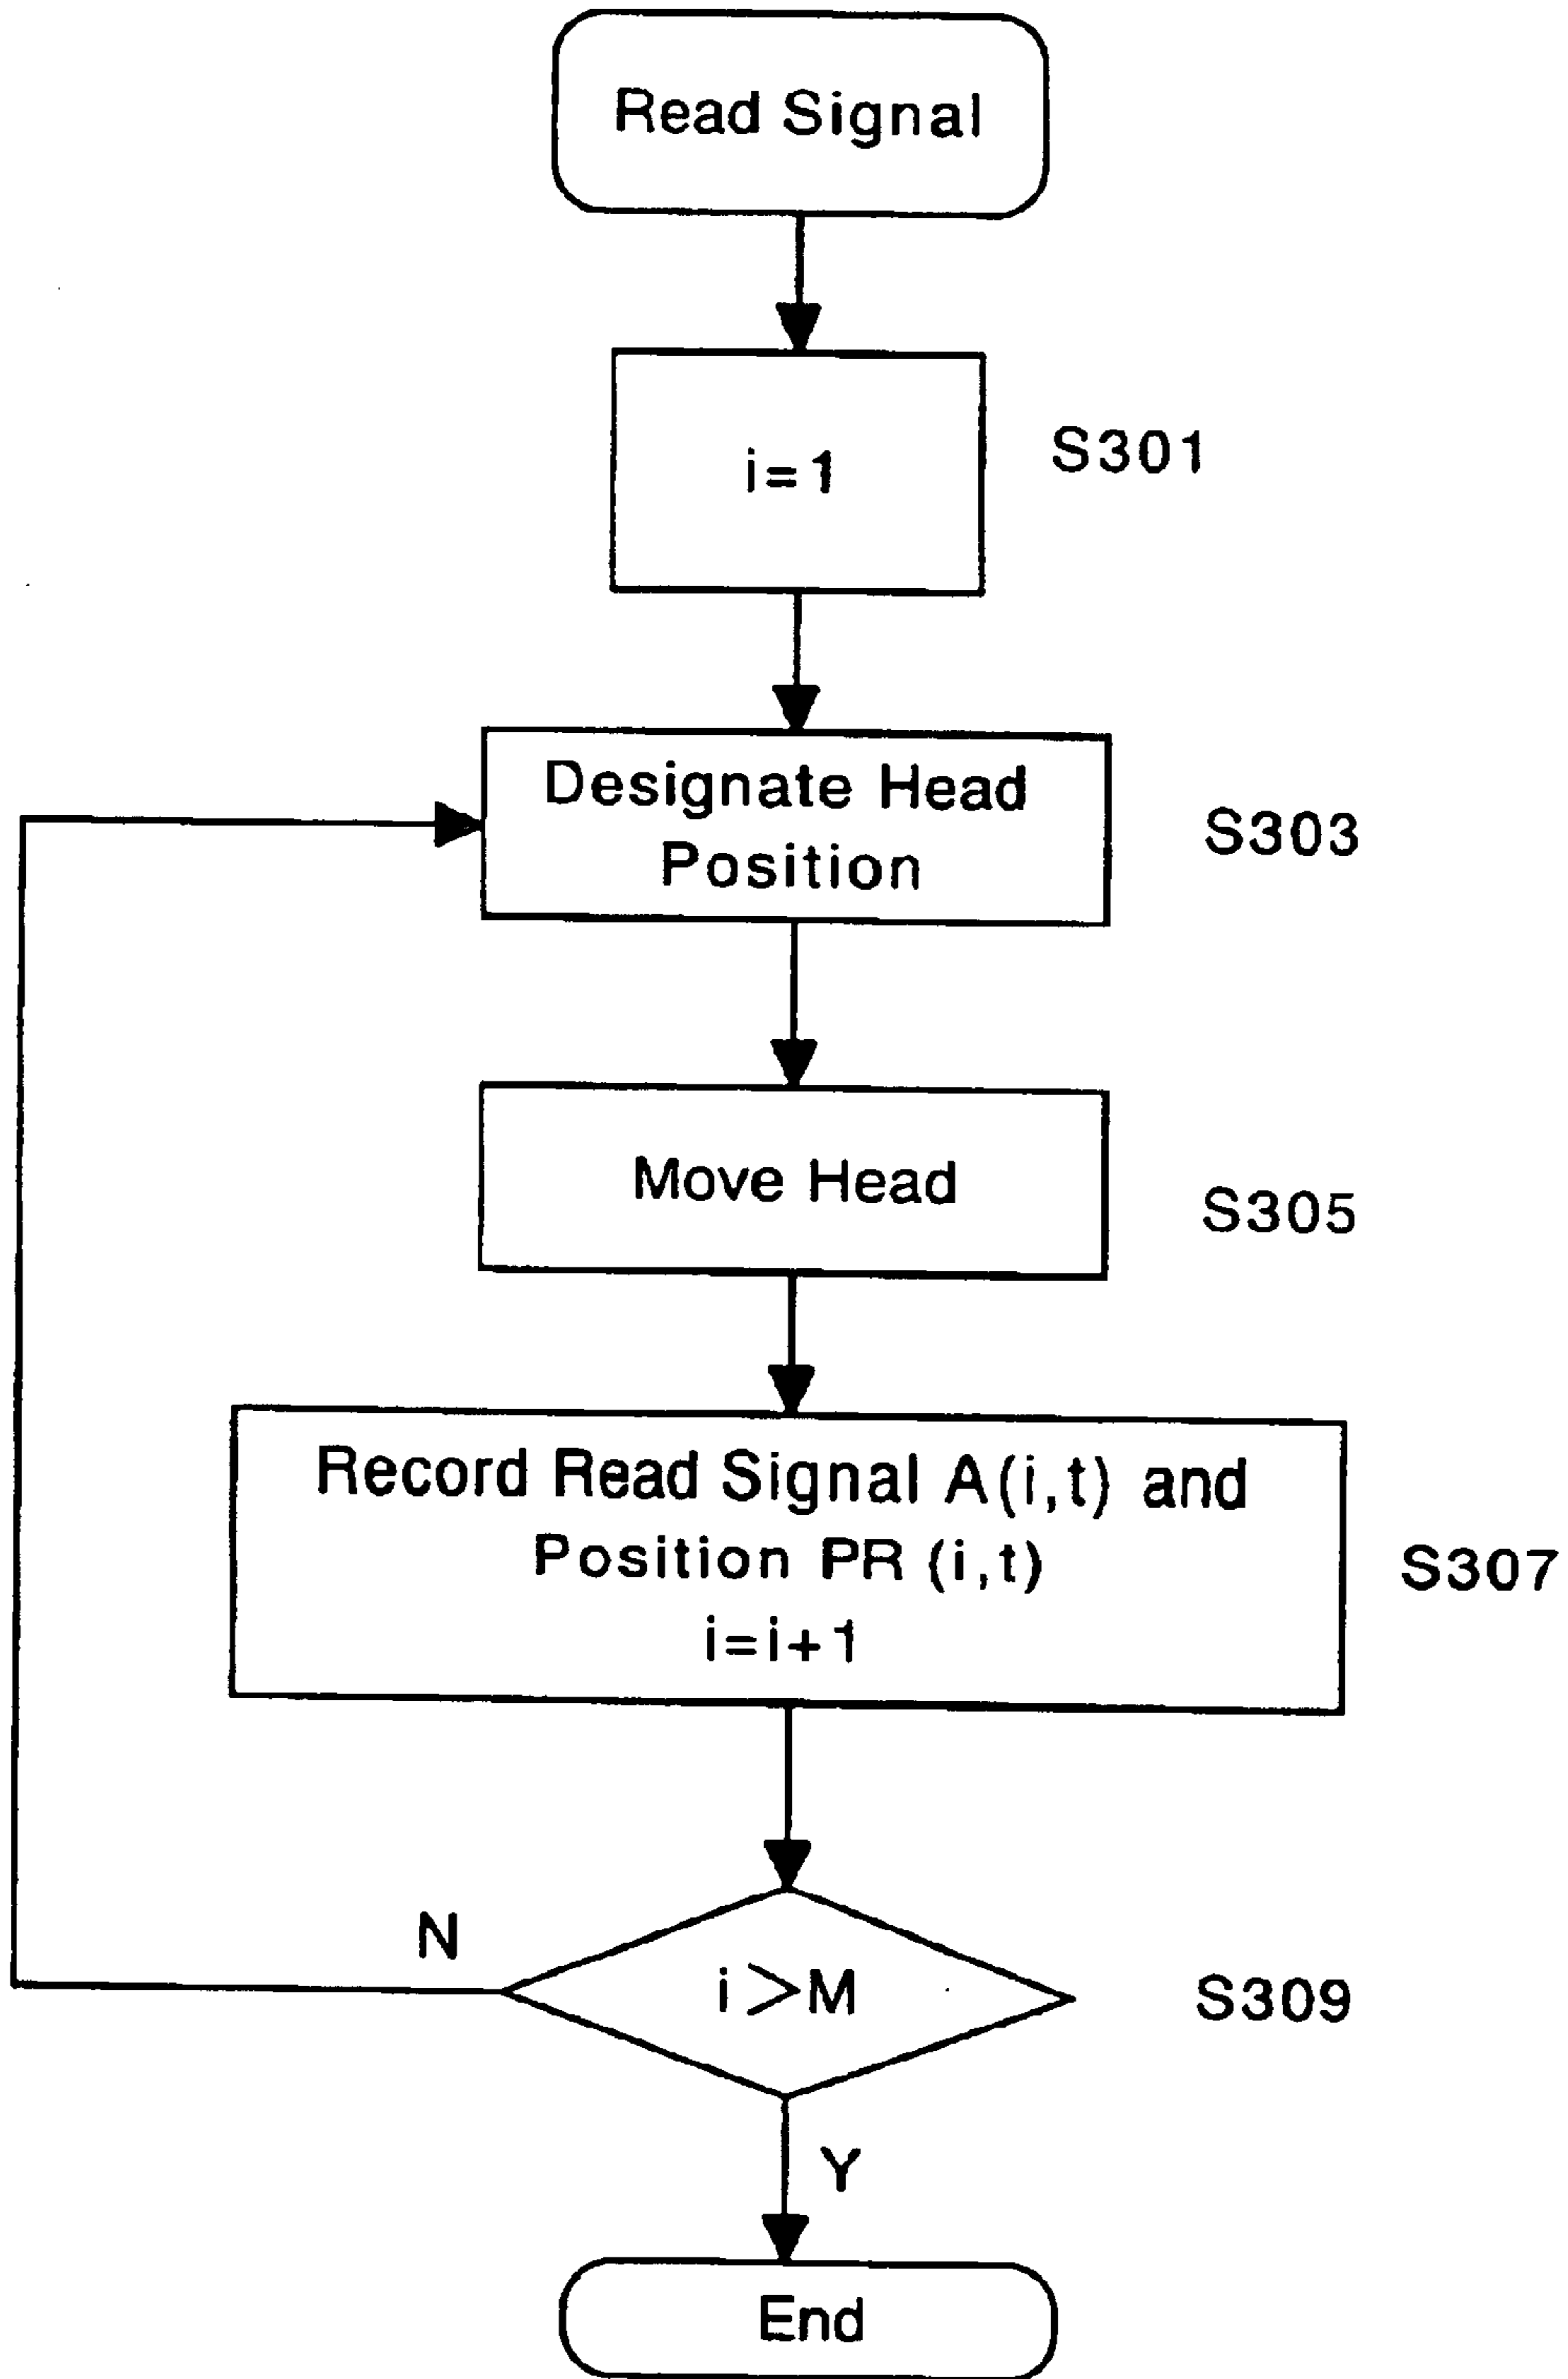 Read Signal
i=1
S301
Designate Head
Position
S303
Move Head
S305
Record Read Signal A(i,t) and
Position PR (i,t)
i=i+1
S307
N
i>M
S309
Y
End